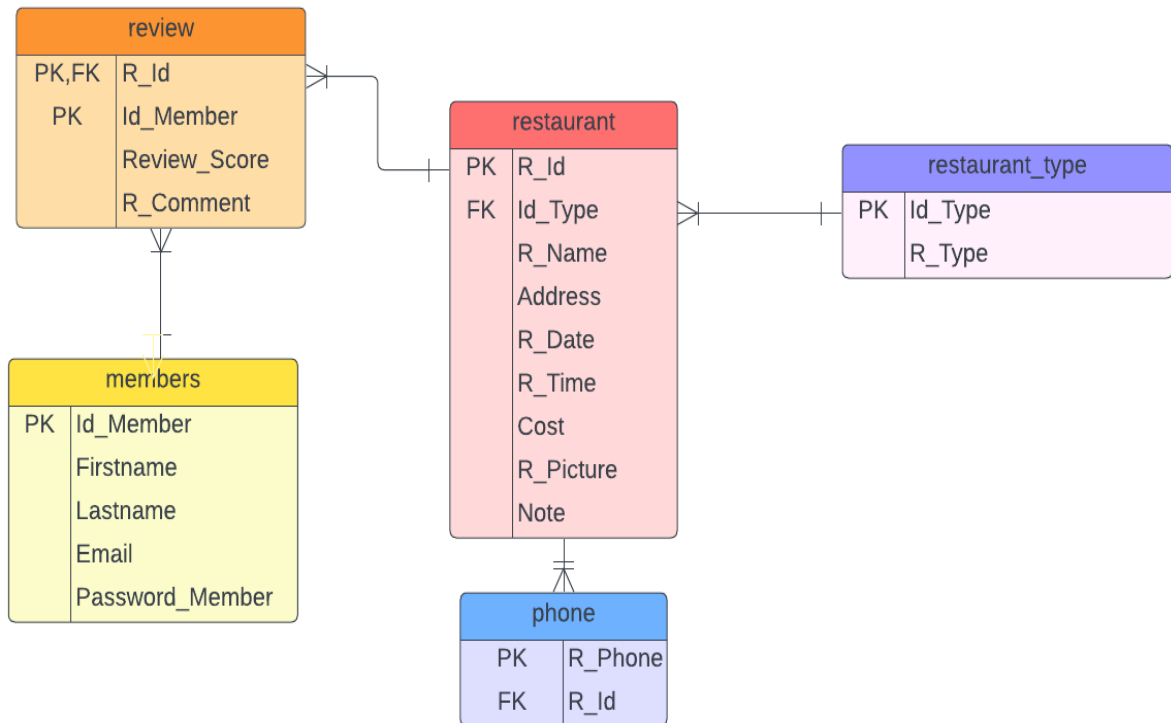 review
PK,FK R_Id
PK Id_Member
Review_Score
R_Comment
restaurant
PK R_Id
FK Id_Type
R_Name
Address
R_Date
R_Time
Cost
R_Picture
Note
restaurant_type
PK Id_Type
R_Type
members
PK Id_Member
Firstname
Lastname
Email
Password_Member
phone
PK R_Phone
FK R_Id